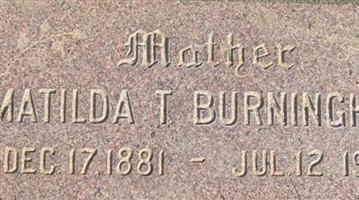 Mother
MATILDA T. BURNINGH
DEC. 17, 1881 - JUL. 12, 19